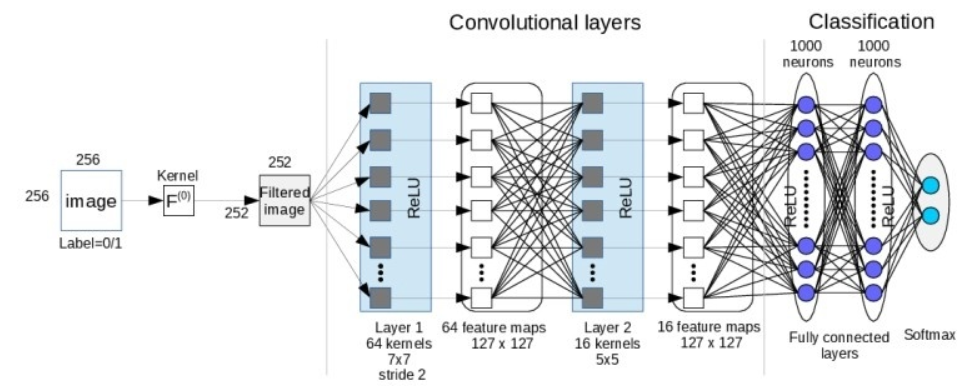 Convolutional layers
Classification
1000
neurons
1000
neurons
256
256
image
Label=0/1
Kernel
F(0)
252
252
Filtered
image
ReLU
Layer 1
64 kernels
7x7
stride 2
64 feature maps
127 x 127
ReLU
Layer 2
16 kernels
5x5
16 feature maps
127 x 127
ReLU
ReLU
Fully connected
layers
Softmax